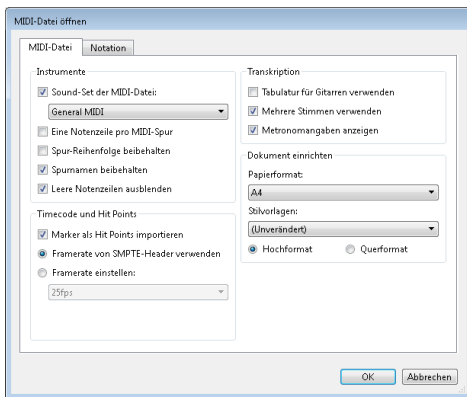 MIDI-Datei öffnen
MIDI-Datei
Notation
Instrumente
Sound-Set der MIDI-Datei:
General MIDI
Eine Notenzeile pro MIDI-Spur
Spur-Reihenfolge beibehalten
Spurnamen beibehalten
Leere Notenzeilen ausblenden
Timecode und Hit Points
Marker als Hit Points importieren
Framerate von SMPTE-Header verwenden
Framerate einstellen:
25fps
Transkription
Tabulatur für Gitarren verwenden
Mehrere Stimmen verwenden
Metronomangaben anzeigen
Dokument einrichten
Papierformat:
A4
Stilvorlagen:
(Unverändert)
Hochformat
Querformat
OK
Abbrechen